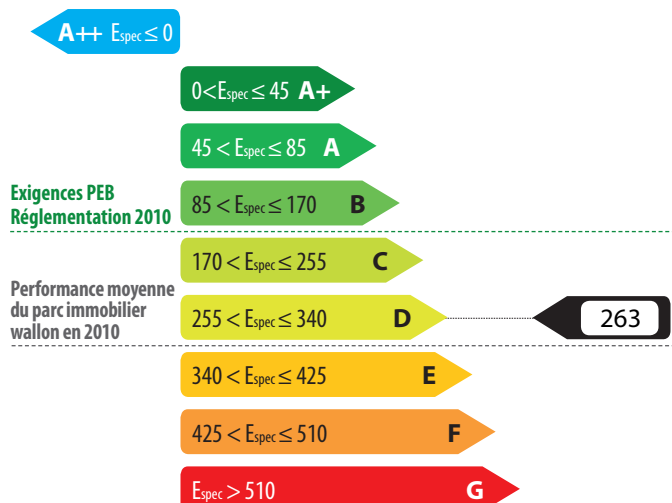 A++ Espec ≤ 0
0<Espec ≤ 45 A+
45 < Espec ≤ 85 A
Exigences PEB
Réglementation 2010
85 < Espec ≤ 170 B
170 < Espec ≤ 255 C
Performance moyenne
du parc immobilier
wallon en 2010
255 < Espec ≤ 340 D
263
340 < Espec ≤ 425 E
425 < Espec ≤ 510 F
Espec > 510 G